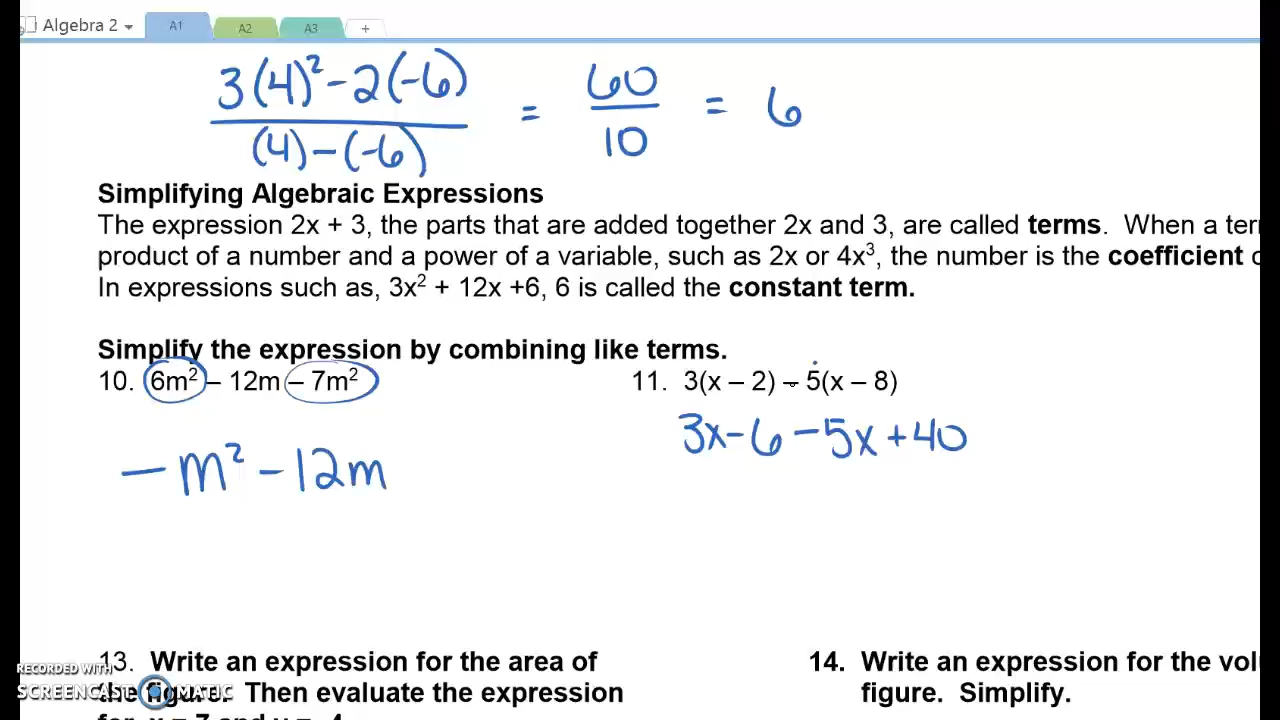 Algebra 2 A1 A2 A3 +
3(4)² - 2(-6)
(4) - (-6)
= 60
10
= 6
Simplifying Algebraic Expressions
The expression 2x + 3, the parts that are added together 2x and 3, are called terms. When a ter
product of a number and a power of a variable, such as 2x or 4x³, the number is the coefficient
In expressions such as, 3x² + 12x +6, 6 is called the constant term.
Simplify the expression by combining like terms.
10. 6m² – 12m – 7m²
11. 3(x – 2) – 5(x – 8)
3x - 6 - 5x + 40
- m² - 12m
13. Write an expression for the area of
the figure. Then evaluate the expression
14. Write an expression for the vol
figure. Simplify.
RECORDED WITH
SCREENCAST MATIC